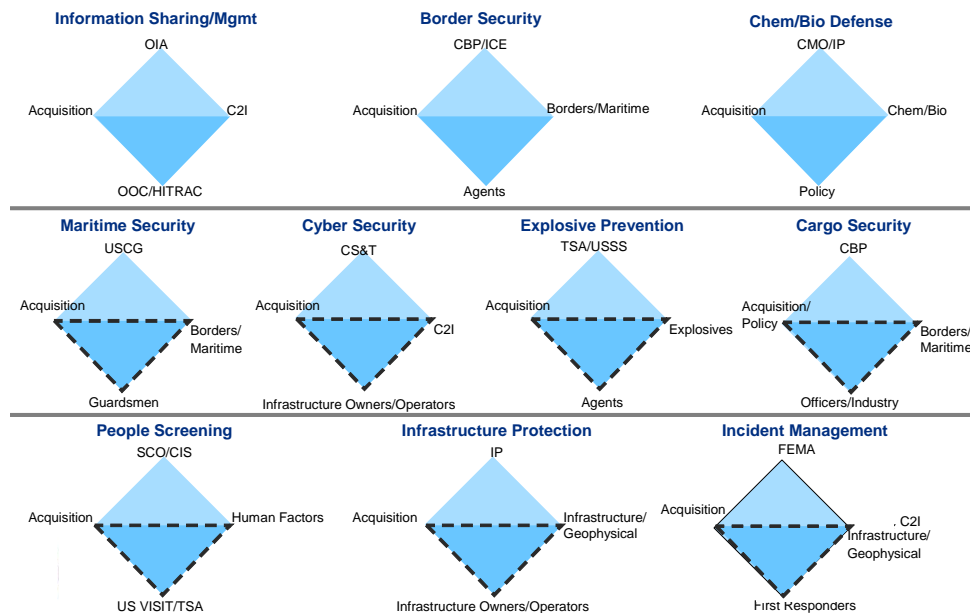 Information Sharing/Mgmt
OIA
Acquisition
C2I
OOC/HITRAC
Border Security
CBP/ICE
Acquisition
Borders/Maritime
Agents
Chem/Bio Defense
CMO/IP
Acquisition
Chem/Bio
Policy
Maritime Security
USCG
Acquisition
Borders/
Maritime
Guardsmen
Cyber Security
CS&T
Acquisition
C2I
Infrastructure Owners/Operators
Explosive Prevention
TSA/USSS
Acquisition
Explosives
Agents
Cargo Security
CBP
Acquisition/
Policy
Borders/
Maritime
Officers/Industry
People Screening
SCO/CIS
Acquisition
Human Factors
US VISIT/TSA
Infrastructure Protection
IP
Acquisition
Infrastructure/
Geophysical
Infrastructure Owners/Operators
Incident Management
FEMA
Acquisition
. C2I
Infrastructure/
Geophysical
First Responders